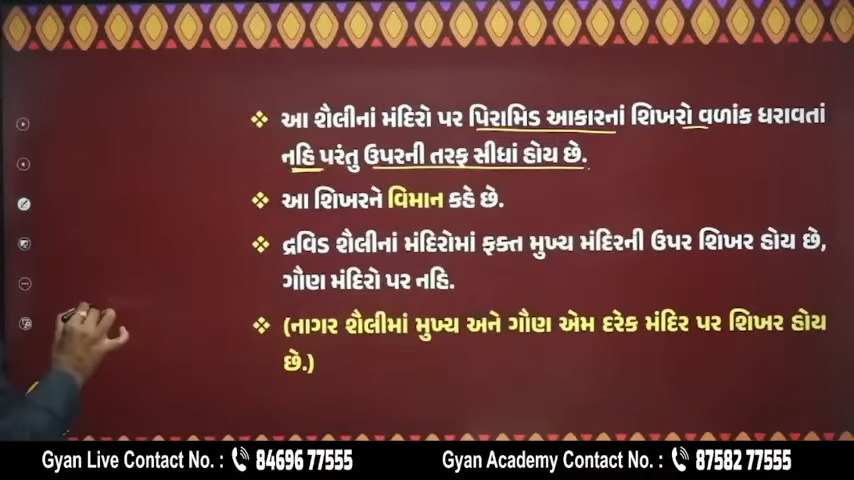 ❖ આ શૈલીનાં મંદિરો પર પિરામિડ આકારનાં શિખરો વળાંક ધરાવતાં
નહિ પરંતુ ઉપરની તરફ સીધાં હોય છે.
❖ આ શિખરને વિમાન કહે છે.
❖ દ્રવિડ શૈલીનાં મંદિરોમાં ફક્ત મુખ્ય મંદિરની ઉપર શિખર હોય છે,
ગૌણ મંદિરો પર નહિ.
❖ (નાગર શૈલીમાં મુખ્ય અને ગૌણ એમ દરેક મંદિર પર શિખર હોય
છે.)
Gyan Live Contact No. : 84696 77555 Gyan Academy Contact No. : 87582 77555